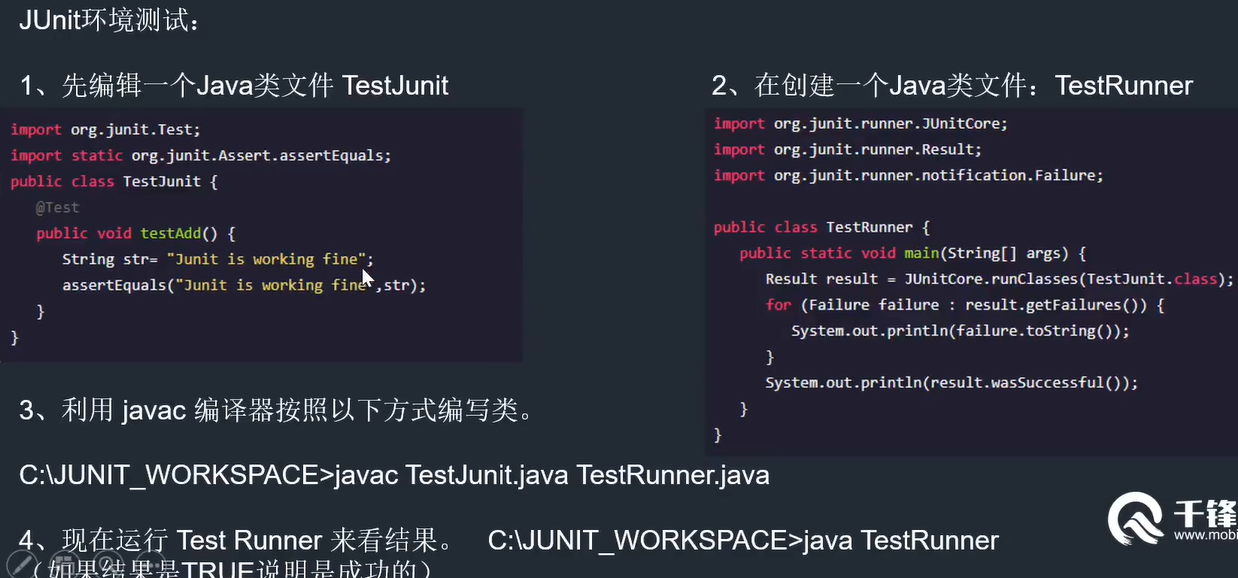 JUnit环境测试：
1、先编辑一个Java类文件 TestJunit
import org.junit.Test;
import static org.junit.Assert.assertEquals;
public class TestJunit {
@Test
public void testAdd() {
String str= "Junit is working fine";
assertEquals("Junit is working fine",str);
}
}
2、在创建一个Java类文件：TestRunner
import org.junit.runner.JUnitCore;
import org.junit.runner.Result;
import org.junit.runner.notification.Failure;
public class TestRunner {
public static void main(String[] args) {
Result result = JUnitCore.runClasses(TestJunit.class);
for (Failure failure : result.getFailures()) {
System.out.println(failure.toString());
}
System.out.println(result.wasSuccessful());
}
}
3、利用 javac 编译器按照以下方式编写类。
C:\JUNIT_WORKSPACE>javac TestJunit.java TestRunner.java
4、现在运行 Test Runner 来看结果。 C:\JUNIT_WORKSPACE>java TestRunner
（如果结果是TRUE说明是成功的）
千锋
www.mobi